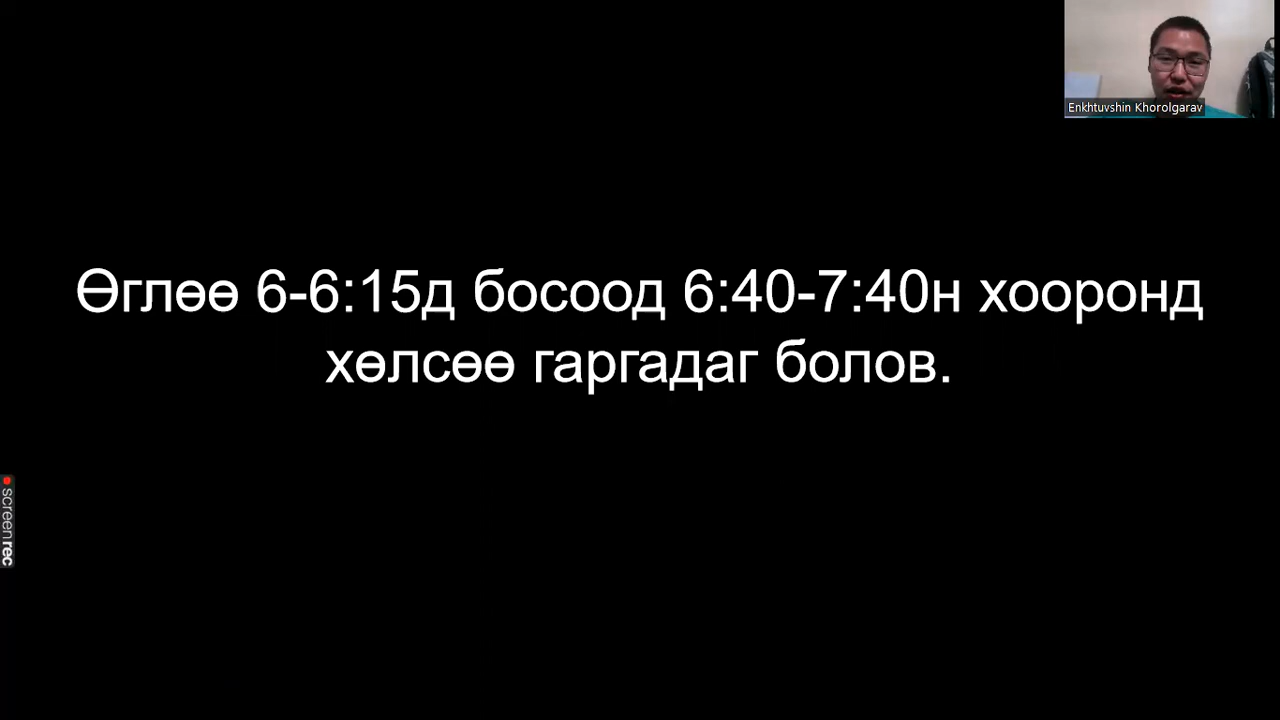 Enkhtuvshin Khorolgarav
Өглөө 6-6:15д босоод 6:40-7:40н хооронд
хөлсөө гаргадаг болов.
screenrec